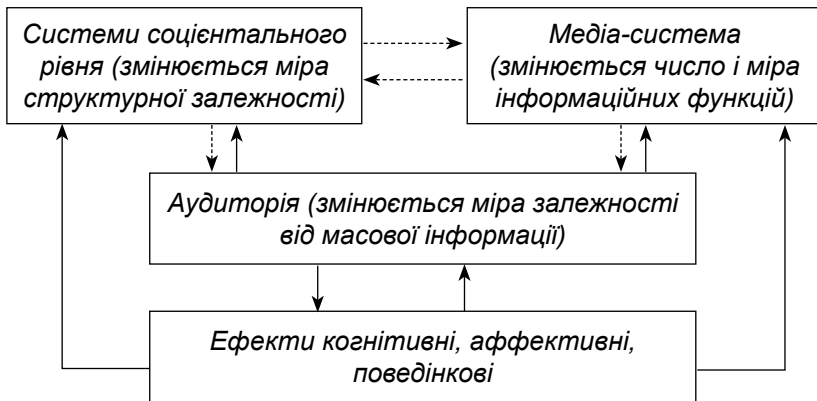 Системи соцієнтального
рівня (змінюється міра
структурної залежності)
Медіа-система
(змінюється число і міра
інформаційних функцій)
Аудиторія (змінюється міра залежності
від масової інформації)
Ефекти когнітивні, аффективні,
поведінкові